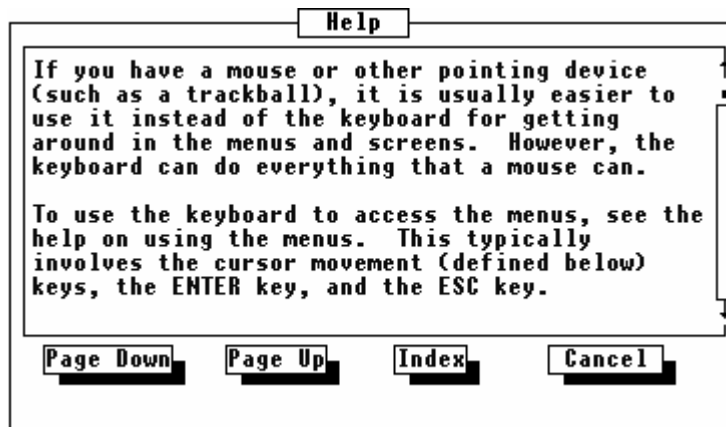 Help
If you have a mouse or other pointing device
(such as a trackball), it is usually easier to
use it instead of the keyboard for getting
around in the menus and screens.  However, the
keyboard can do everything that a mouse can.
To use the keyboard to access the menus, see the
help on using the menus.  This typically
involves the cursor movement (defined below)
keys, the ENTER key, and the ESC key.
Page Down Page Up Index Cancel